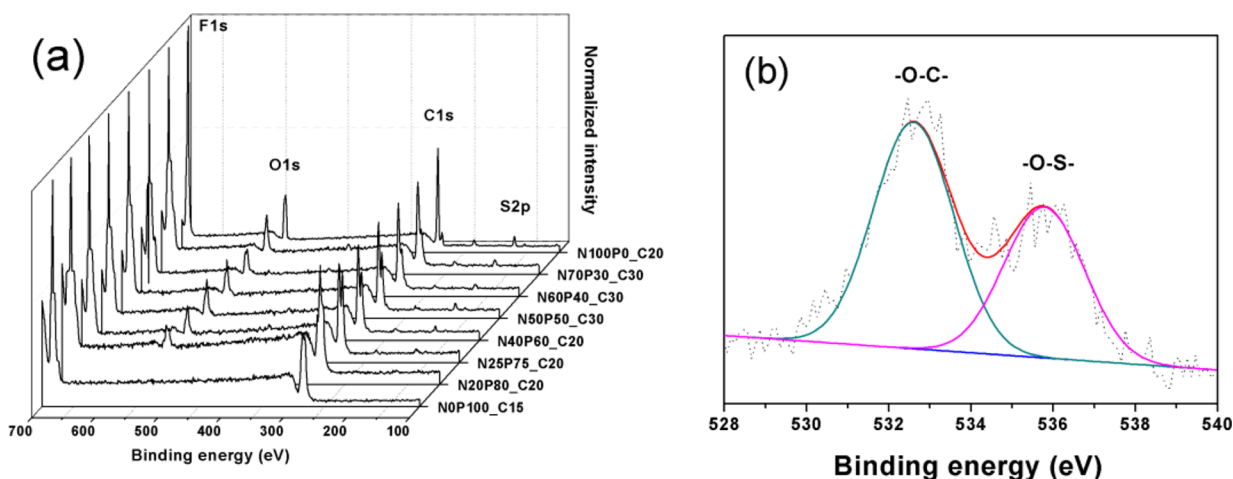 (a)
F1s
O1s
C1s
S2p
Normalized intensity
N100P0_C20
N70P30_C30
N60P40_C30
N50P50_C30
N40P60_C20
N25P75_C20
N20P80_C20
N0P100_C15
700 600 500 400 300 200 100
Binding energy (eV)
(b)
-O-C-
-O-S-
528 530 532 534 536 538 540
Binding energy (eV)